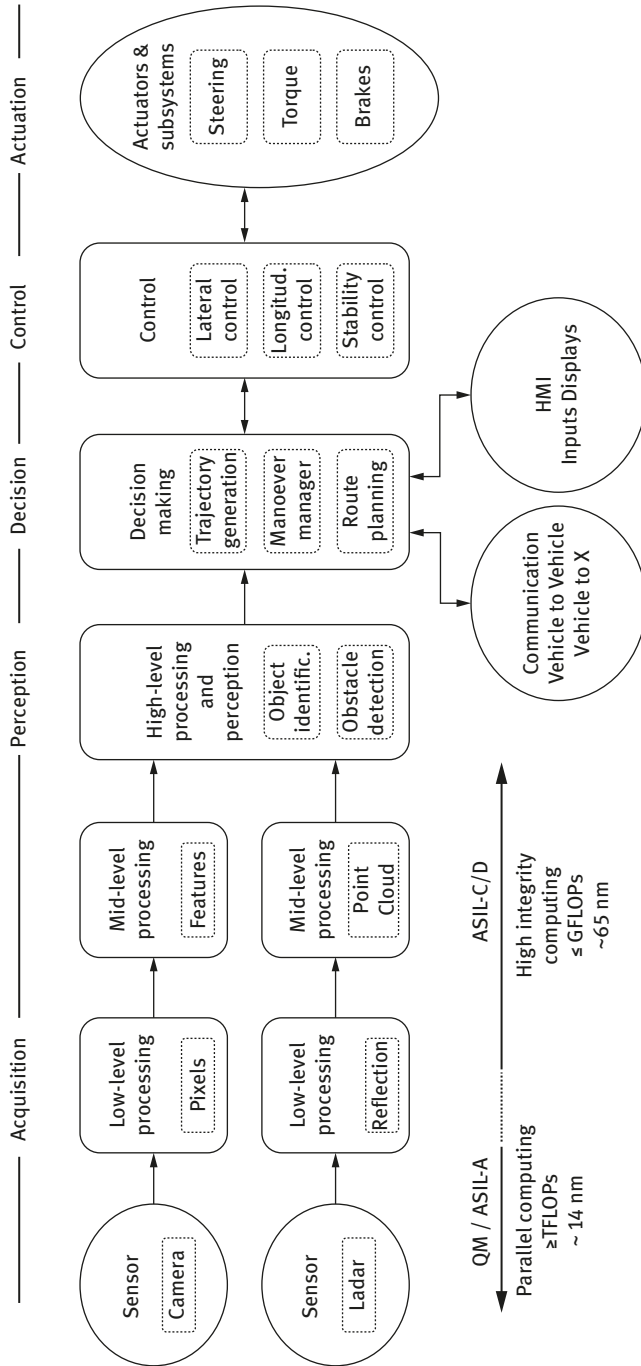 Acquisition
Perception
Decision
Control
Actuation
Sensor
Camera
Low-level
processing
Pixels
Mid-level
processing
Features
Sensor
Ladar
Low-level
processing
Reflection
Mid-level
processing
Point
Cloud
High-level
processing
and
perception
Object
identific.
Obstacle
detection
Decision
making
Trajectory
generation
Manoever
manager
Route
planning
Control
Lateral
control
Longitud.
control
Stability
control
Actuators &
subsystems
Steering
Torque
Brakes
Communication
Vehicle to Vehicle
Vehicle to X
HMI
Inputs Displays
QM / ASIL-A
Parallel computing
≥TFLOPs
~ 14 nm
ASIL-C/D
High integrity
computing
≤ GFLOPs
~65 nm